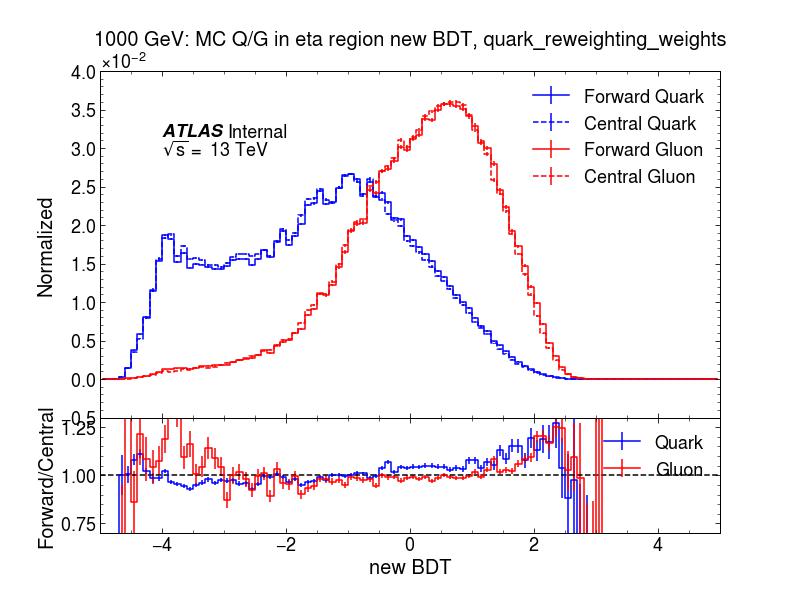 1000 GeV: MC Q/G in eta region new BDT, quark_reweighting_weights
×10⁻²
4.0
3.5
3.0
2.5
2.0
1.5
1.0
0.5
0.0
−0.5
Normalized
ATLAS Internal
√s = 13 TeV
Forward Quark
Central Quark
Forward Gluon
Central Gluon
1.25
1.00
0.75
Forward/Central
Quark
Gluon
−4 −2 0 2 4
new BDT